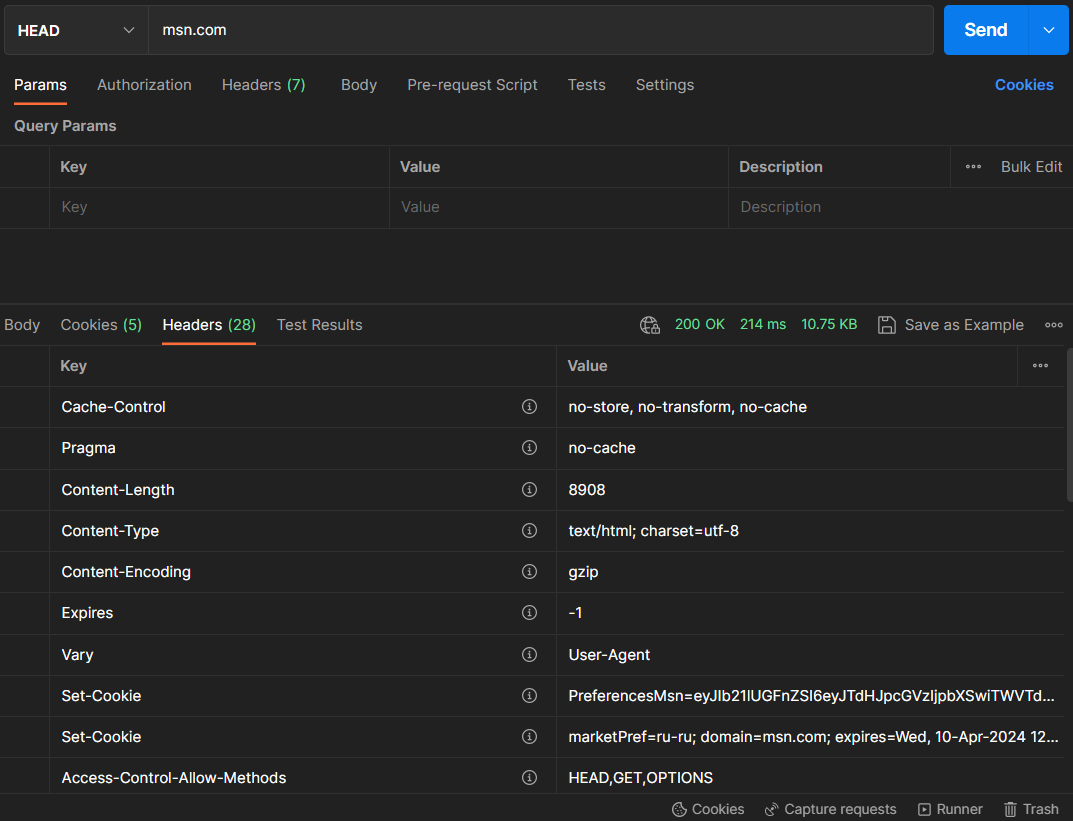 HEAD msn.com Send
Params Authorization Headers (7) Body Pre-request Script Tests Settings Cookies
Query Params
Key Value Description Bulk Edit
Key Value Description
Body Cookies (5) Headers (28) Test Results 200 OK 214 ms 10.75 KB Save as Example
Key Value
Cache-Control no-store, no-transform, no-cache
Pragma no-cache
Content-Length 8908
Content-Type text/html; charset=utf-8
Content-Encoding gzip
Expires -1
Vary User-Agent
Set-Cookie
Set-Cookie marketPref=ru-ru; domain=msn.com; expires=Wed, 10-Apr-2024 12...
Access-Control-Allow-Methods HEAD,GET,OPTIONS
Cookies Capture requests Runner Trash